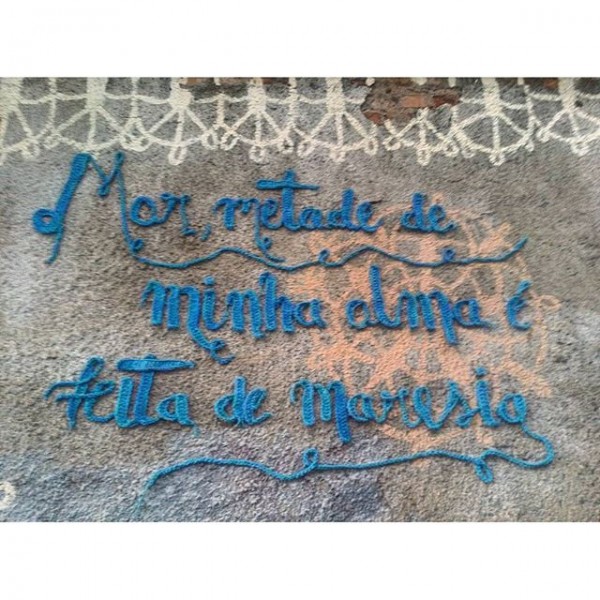 Mar, metade de
minha alma é
feita de maresia